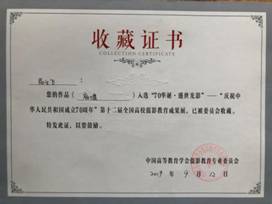 收藏证书
COLLECTION CERTIFICATE
您的作品（
）入选“70华诞·盛世光影”——“庆祝中
华人民共和国成立70周年”第十二届全国高校摄影教育成果展，已被委员会收藏。
特发此证，以资鼓励。
中国高等教育学会摄影教育专业委员会
2019年9月12日